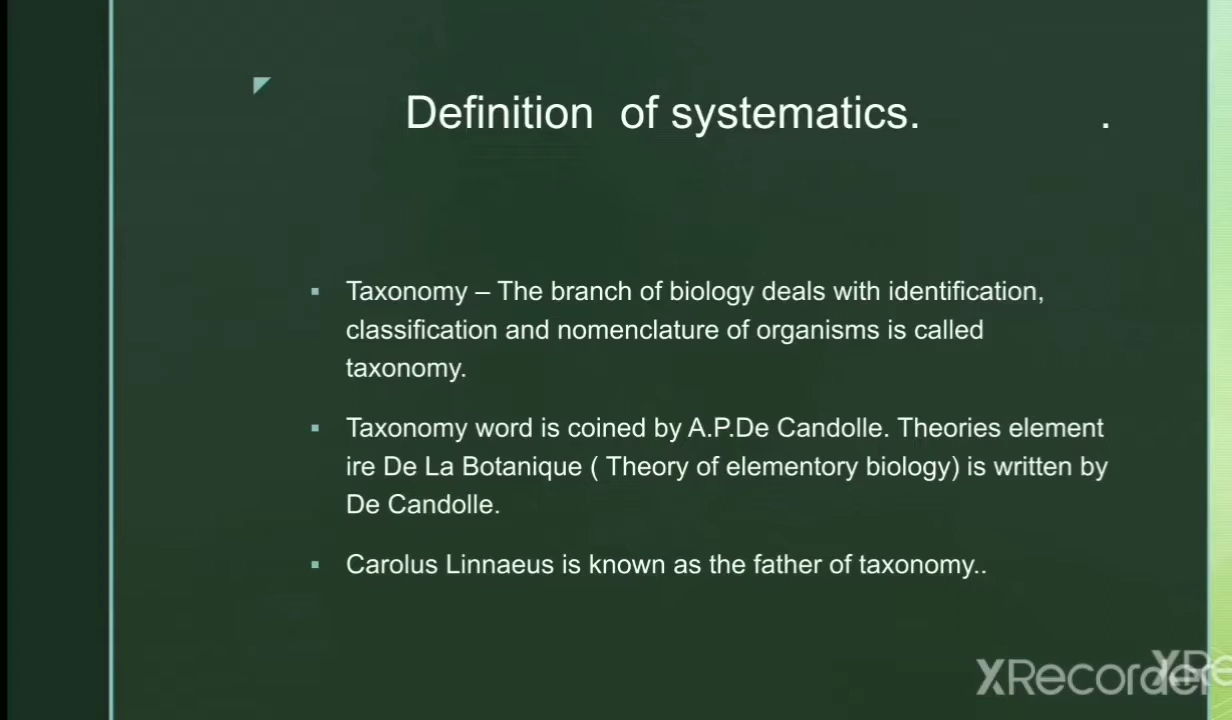 Definition of systematics. .
▪ Taxonomy – The branch of biology deals with identification,
classification and nomenclature of organisms is called
taxonomy.
▪ Taxonomy word is coined by A.P.De Candolle. Theories element
ire De La Botanique ( Theory of elementory biology) is written by
De Candolle.
▪ Carolus Linnaeus is known as the father of taxonomy..
XRecorder
XRe